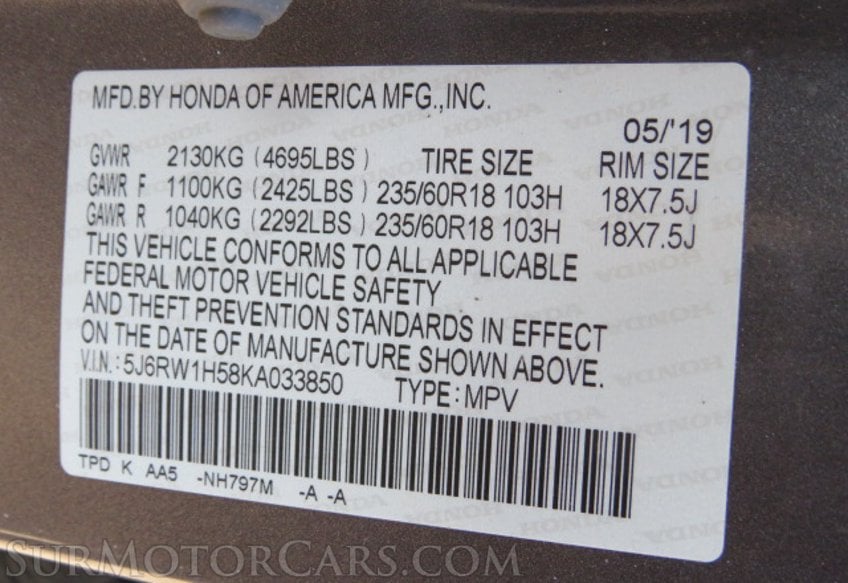 MFD.BY HONDA OF AMERICA MFG.,INC.
05/'19
GVWR 2130KG (4695LBS) TIRE SIZE RIM SIZE
GAWR F 1100KG (2425LBS) 235/60R18 103H 18X7.5J
GAWR R 1040KG (2292LBS) 235/60R18 103H 18X7.5J
THIS VEHICLE CONFORMS TO ALL APPLICABLE
FEDERAL MOTOR VEHICLE SAFETY
AND THEFT PREVENTION STANDARDS IN EFFECT
ON THE DATE OF MANUFACTURE SHOWN ABOVE.
V.I.N.: 5J6RW1H58KA033850 TYPE: MPV
TPD K AA5 -NH797M -A -A
SURMOTORCARS.COM